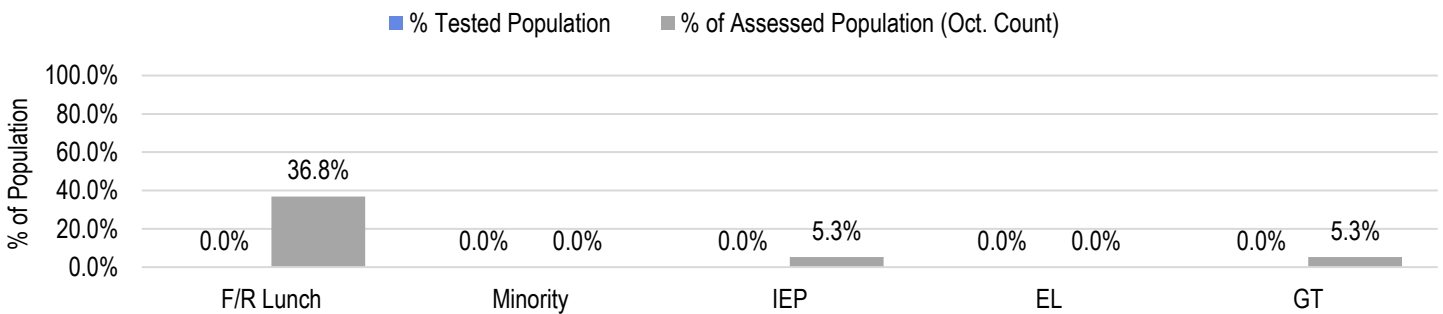 % Tested Population % of Assessed Population (Oct. Count)
% of Population
100.0%
80.0%
60.0%
40.0%
20.0%
0.0%
36.8%
0.0% 0.0% 0.0% 0.0% 5.3% 0.0% 0.0% 0.0% 5.3%
F/R Lunch Minority IEP EL GT